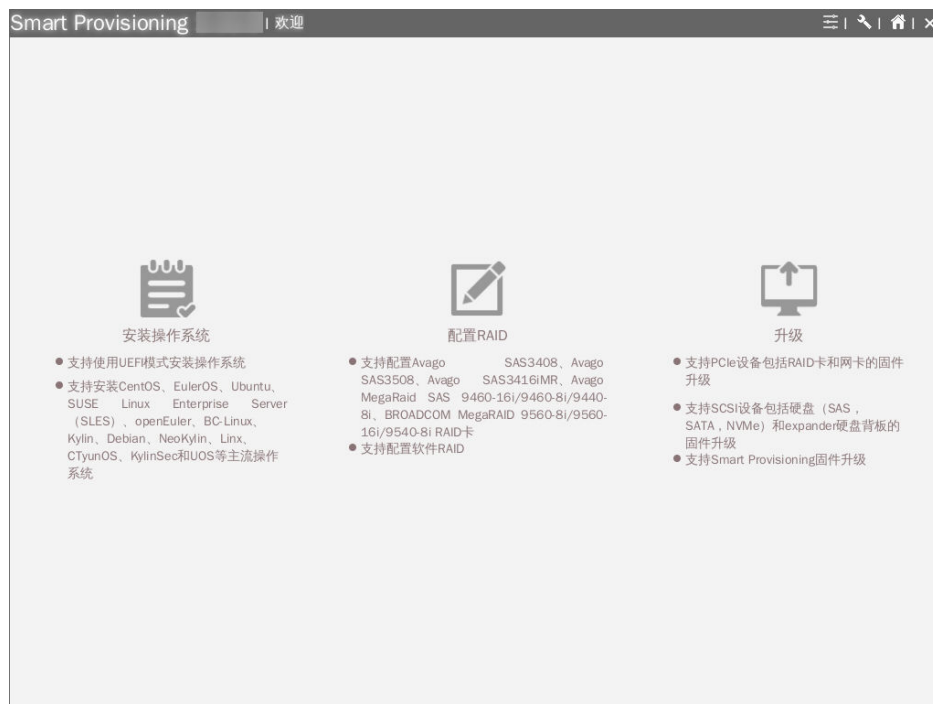 Smart Provisioning | 欢迎
安装操作系统
● 支持使用UEFI模式安装操作系统
● 支持安装CentOS、EulerOS、Ubuntu、
SUSE Linux Enterprise Server
（SLES）、openEuler、BC-Linux、
Kylin、Debian、NeoKylin、Linx、
CTyunOS、KylinSec和UOS等主流操作
系统
配置RAID
● 支持配置Avago SAS3408、Avago
SAS3508、Avago SAS3416iMR、Avago
MegaRaid SAS 9460-16i/9460-8i/9440-
8i、BROADCOM MegaRAID 9560-8i/9560-
16i/9540-8i RAID卡
● 支持配置软件RAID
升级
● 支持PCIe设备包括RAID卡和网卡的固件
升级
● 支持SCSI设备包括硬盘（SAS，
SATA，NVMe）和expander硬盘背板的
固件升级
● 支持Smart Provisioning固件升级